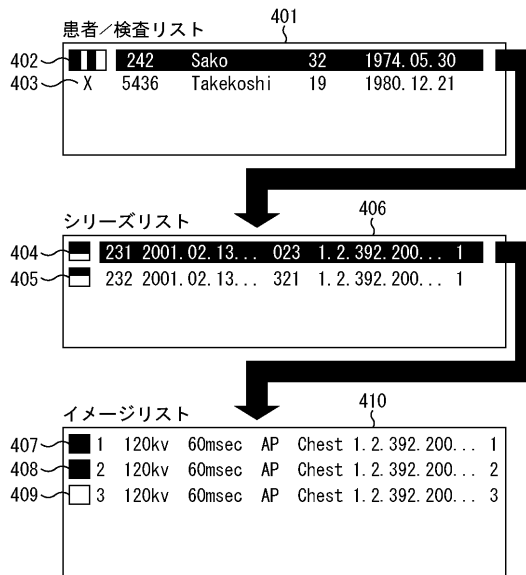 患者／検査リスト 401
402 242 Sako 32 1974.05.30
403 X 5436 Takekoshi 19 1980.12.21
シリーズリスト 406
404 231 2001.02.13... 023 1.2.392.200... 1
405 232 2001.02.13... 321 1.2.392.200... 1
イメージリスト 410
407 1 120kv 60msec AP Chest 1.2.392.200... 1
408 2 120kv 60msec AP Chest 1.2.392.200... 2
409 3 120kv 60msec AP Chest 1.2.392.200... 3